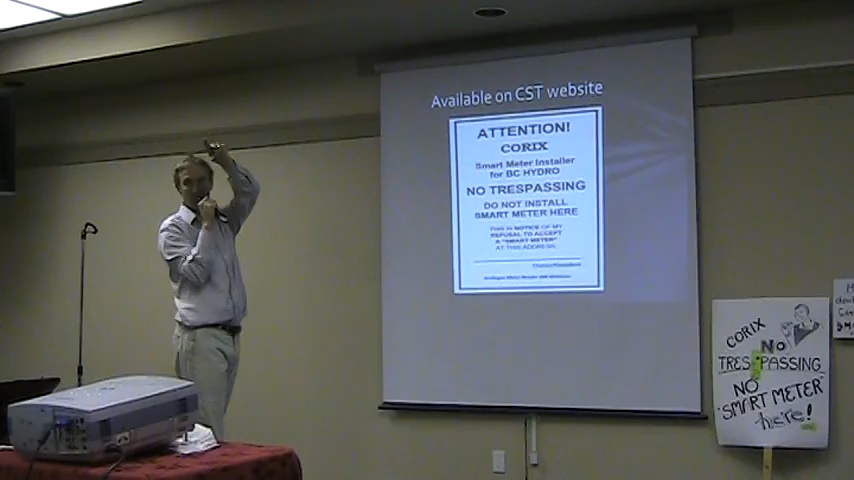 Available on CST website
ATTENTION!
CORIX
Smart Meter Installer
for BC HYDRO
NO TRESPASSING
DO NOT INSTALL
SMART METER HERE
THIS IS NOTICE OF MY
REFUSAL TO ACCEPT
A "SMART METER"
AT THIS ADDRESS.
CORIX
NO
TRESPASSING
NO
"SMART METER"
here!